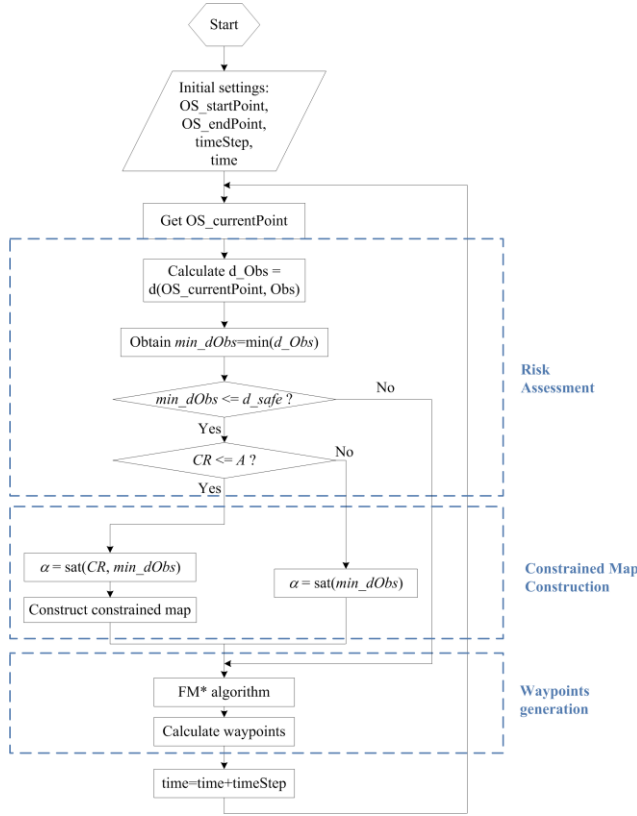 Start
Initial settings:
OS_startPoint,
OS_endPoint,
timeStep,
time
Get OS_currentPoint
Calculate d_Obs =
d(OS_currentPoint, Obs)
Obtain min_dObs=min(d_Obs)
Risk
Assessment
min_dObs <= d_safe ?
No
Yes
CR <= A ?
No
Yes
α = sat(CR, min_dObs)
Construct constrained map
α = sat(min_dObs)
Constrained Map
Construction
FM* algorithm
Calculate waypoints
Waypoints
generation
time=time+timeStep